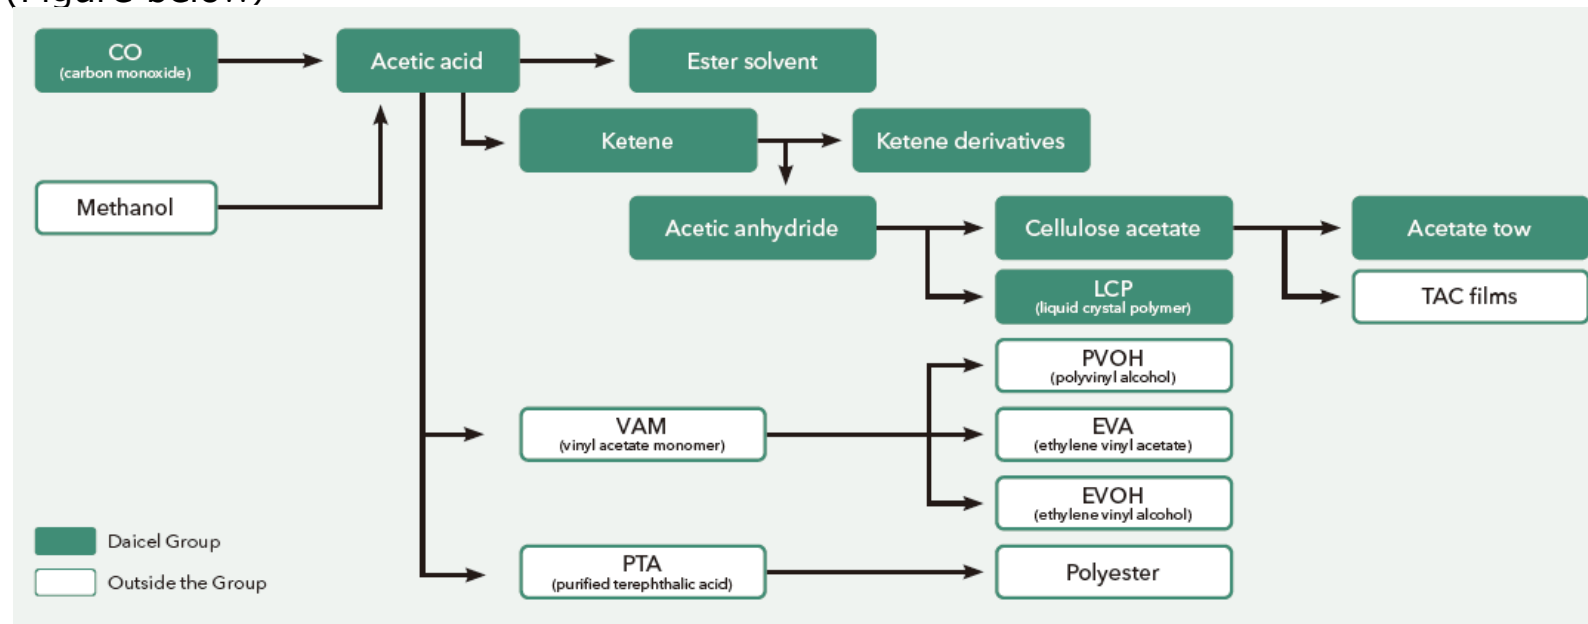 (Figure below)
CO
(carbon monoxide)
Acetic acid
Ester solvent
Ketene
Ketene derivatives
Methanol
Acetic anhydride
Cellulose acetate
Acetate tow
LCP
(liquid crystal polymer)
TAC films
PVOH
(polyvinyl alcohol)
VAM
(vinyl acetate monomer)
EVA
(ethylene vinyl acetate)
EVOH
(ethylene vinyl alcohol)
Daicel Group
Outside the Group
PTA
(purified terephthalic acid)
Polyester